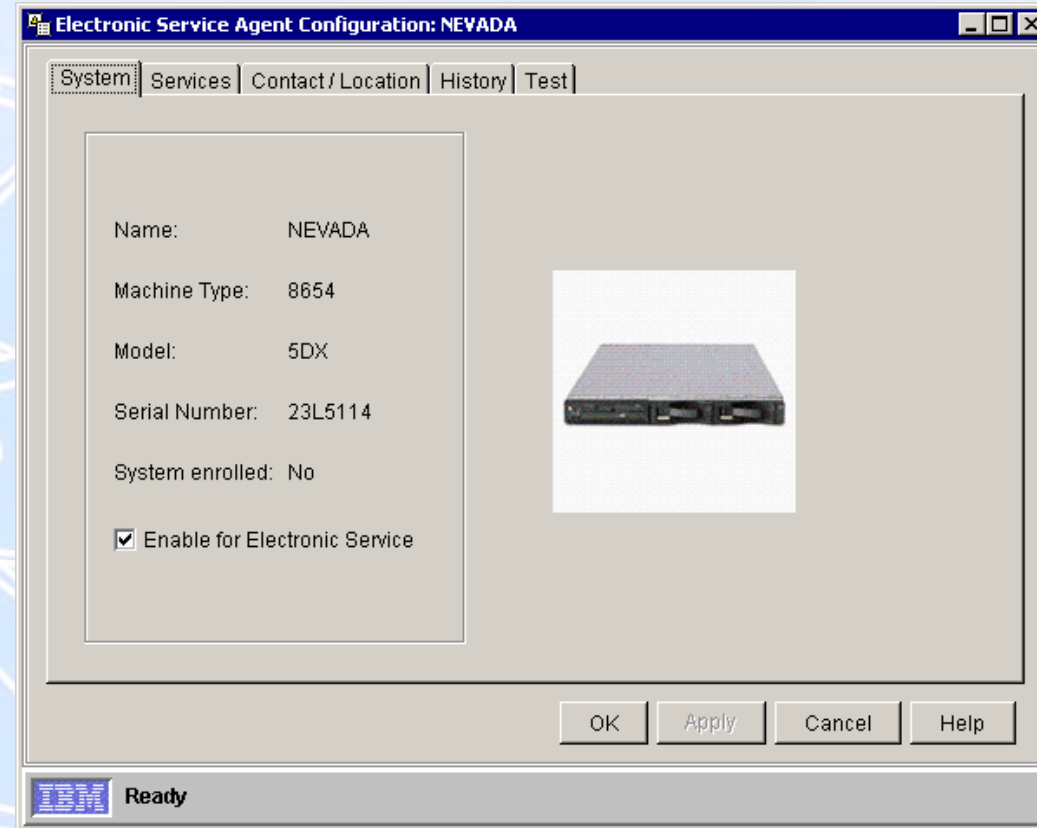 Electronic Service Agent Configuration: NEVADA
System Services Contact / Location History Test
Name: NEVADA
Machine Type: 8654
Model: 5DX
Serial Number: 23L5114
System enrolled: No
Enable for Electronic Service
OK Apply Cancel Help
IBM Ready